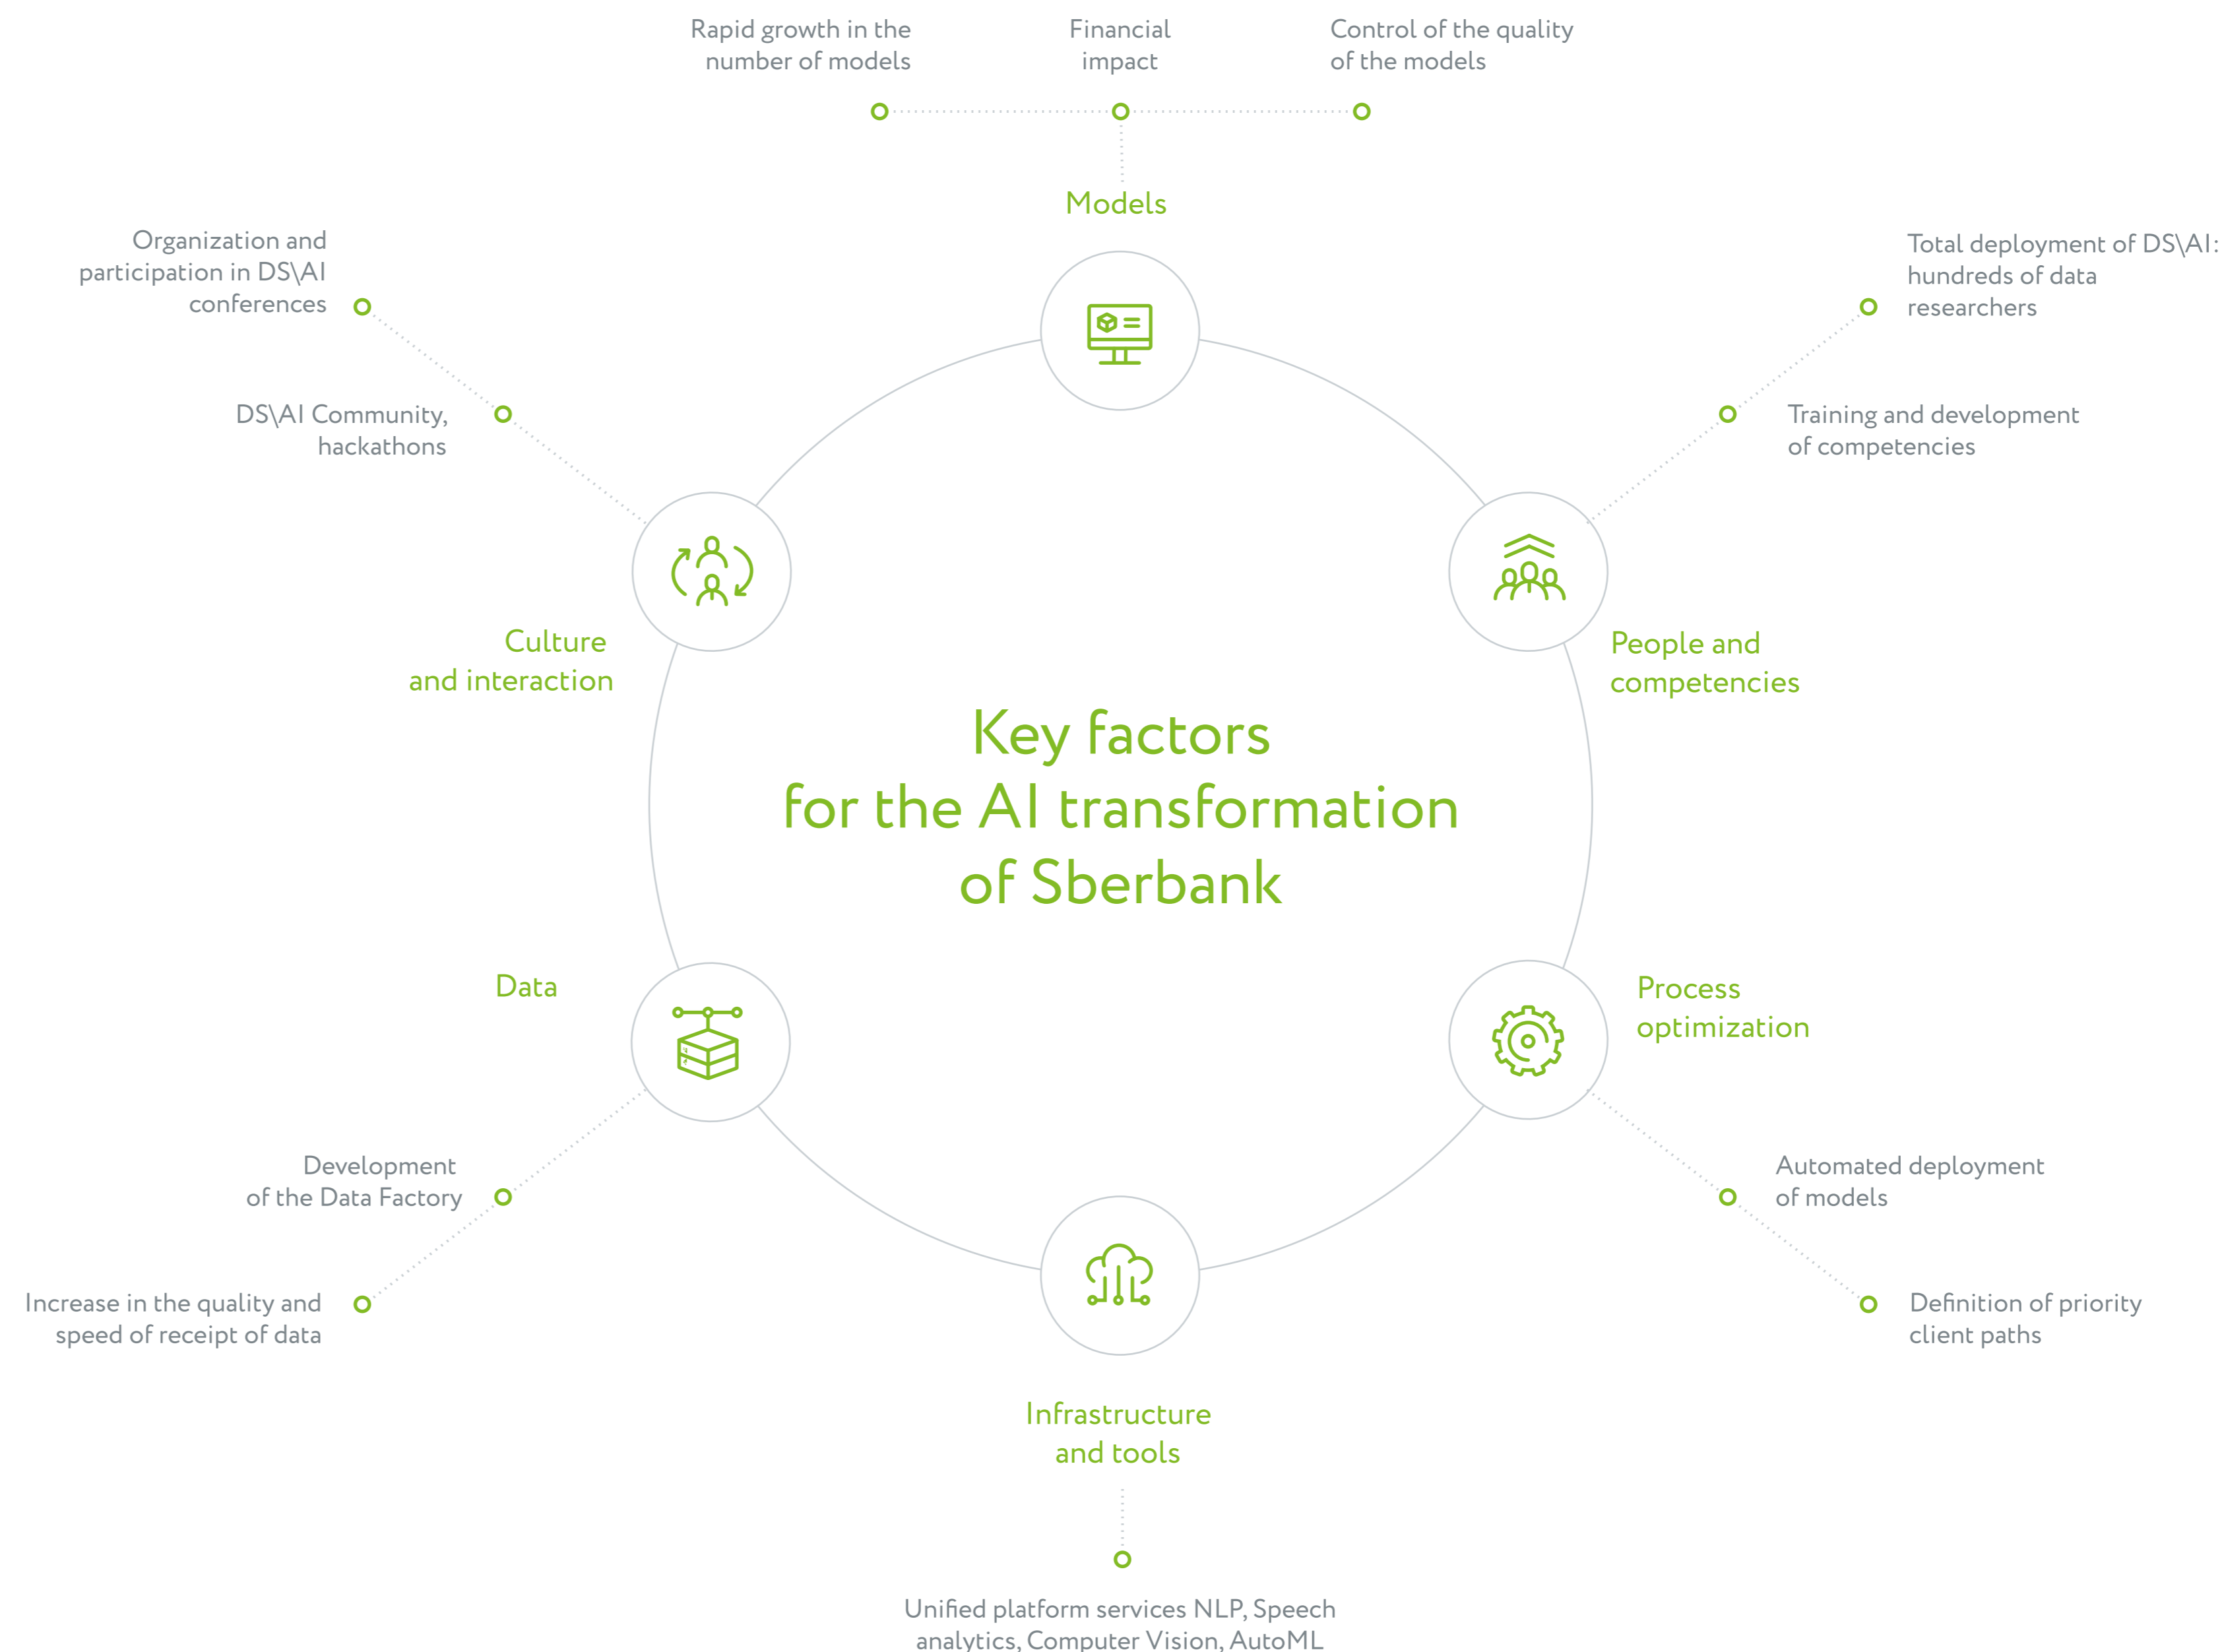 Rapid growth in the
number of models
Financial
impact
Control of the quality
of the models
Models
Organization and
participation in DS\AI
conferences
DS\AI Community,
hackathons
Culture
and interaction
Total deployment of DS\AI:
hundreds of data
researchers
Training and development
of competencies
People and
competencies
Key factors
for the AI transformation
of Sberbank
Data
Development
of the Data Factory
Increase in the quality and
speed of receipt of data
Process
optimization
Automated deployment
of models
Definition of priority
client paths
Infrastructure
and tools
Unified platform services NLP, Speech
analytics, Computer Vision, AutoML